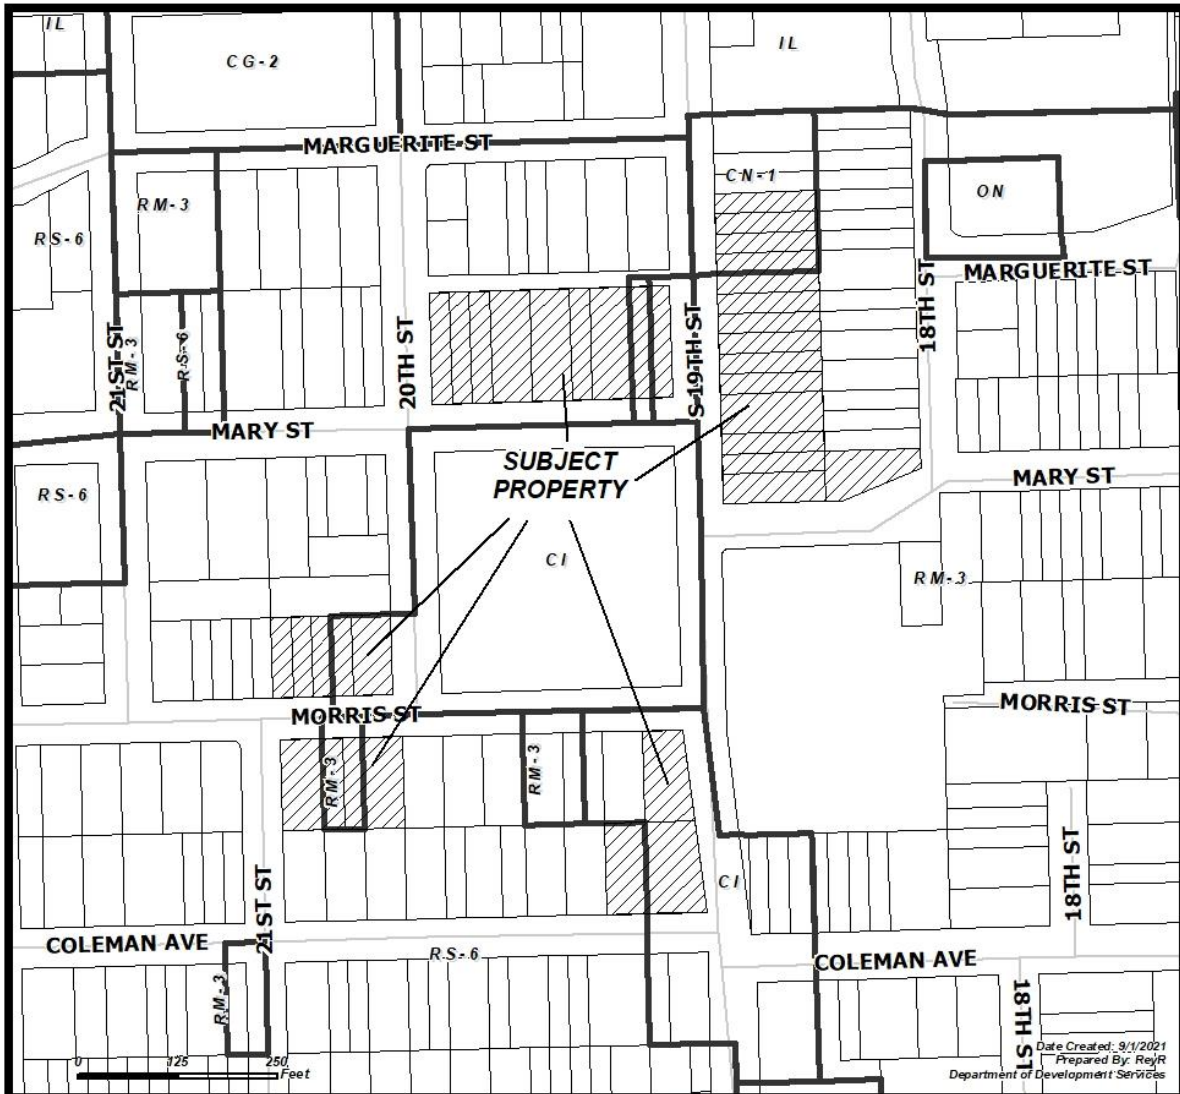 IL
CG-2
IL
MARGUERITE ST
CN-1
RM-3
ON
RS-6
MARGUERITE ST
21ST ST
RM-3
RS-6
20TH ST
S 19TH ST
18TH ST
MARY ST
SUBJECT
PROPERTY
MARY ST
RS-6
CI
RM-3
MORRIS ST
MORRIS ST
RM-3
RM-3
21ST ST
CI
18TH ST
COLEMAN AVE
RS-6
COLEMAN AVE
RM-3
18TH ST
0 125 250
Feet
Date Created: 9/1/2021
Prepared By: ReyR
Department of Development Services